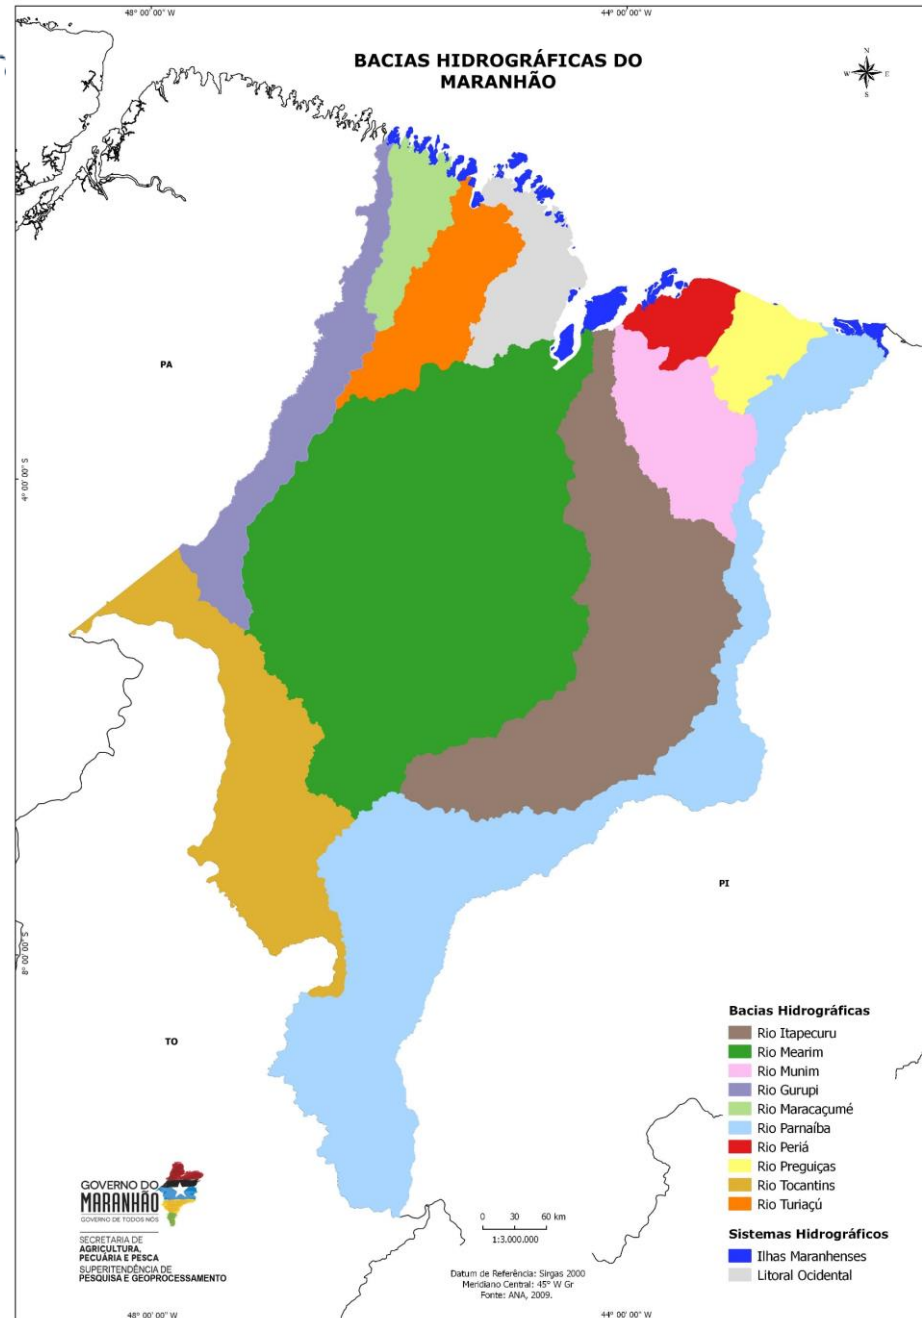 48° 00' 00" W
44° 00' 00" W
BACIAS HIDROGRÁFICAS DO
MARANHÃO
N
W
E
S
PA
4° 00' 00" S
PI
8° 00' 00" S
TO
Bacias Hidrográficas
Rio Itapecuru
Rio Mearim
Rio Munim
Rio Gurupi
Rio Maracaçumé
Rio Parnaíba
Rio Periá
Rio Preguiças
Rio Tocantins
Rio Turiaçú
Sistemas Hidrográficos
Ilhas Maranhenses
Litoral Ocidental
GOVERNO DO
MARANHÃO
GOVERNO DE TODOS NÓS
SECRETARIA DE
AGRICULTURA,
PECUÁRIA E PESCA
SUPERINTENDÊNCIA DE
PESQUISA E GEOPROCESSAMENTO
0 30 60 km
1:3.000.000
Datum de Referência: Sirgas 2000
Meridiano Central: 45° W Gr
Fonte: ANA, 2009.
48° 00' 00" W
44° 00' 00" W